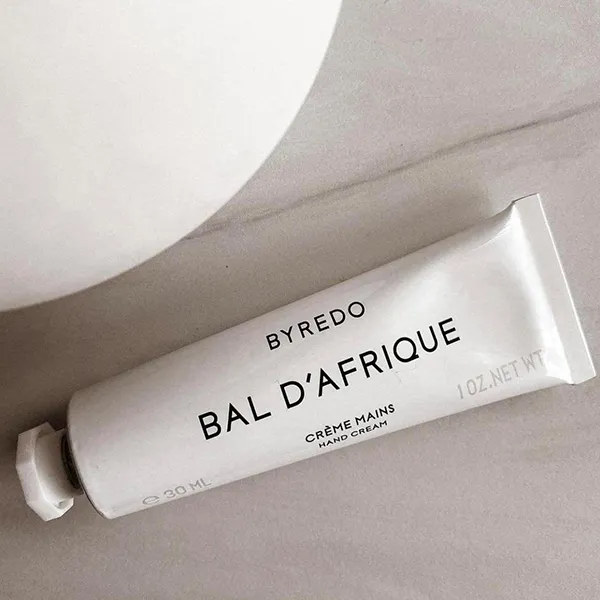 BYREDO
BAL D'AFRIQUE
CRÈME MAINS
HAND CREAM
℮ 30 ML
1 OZ.NET WT